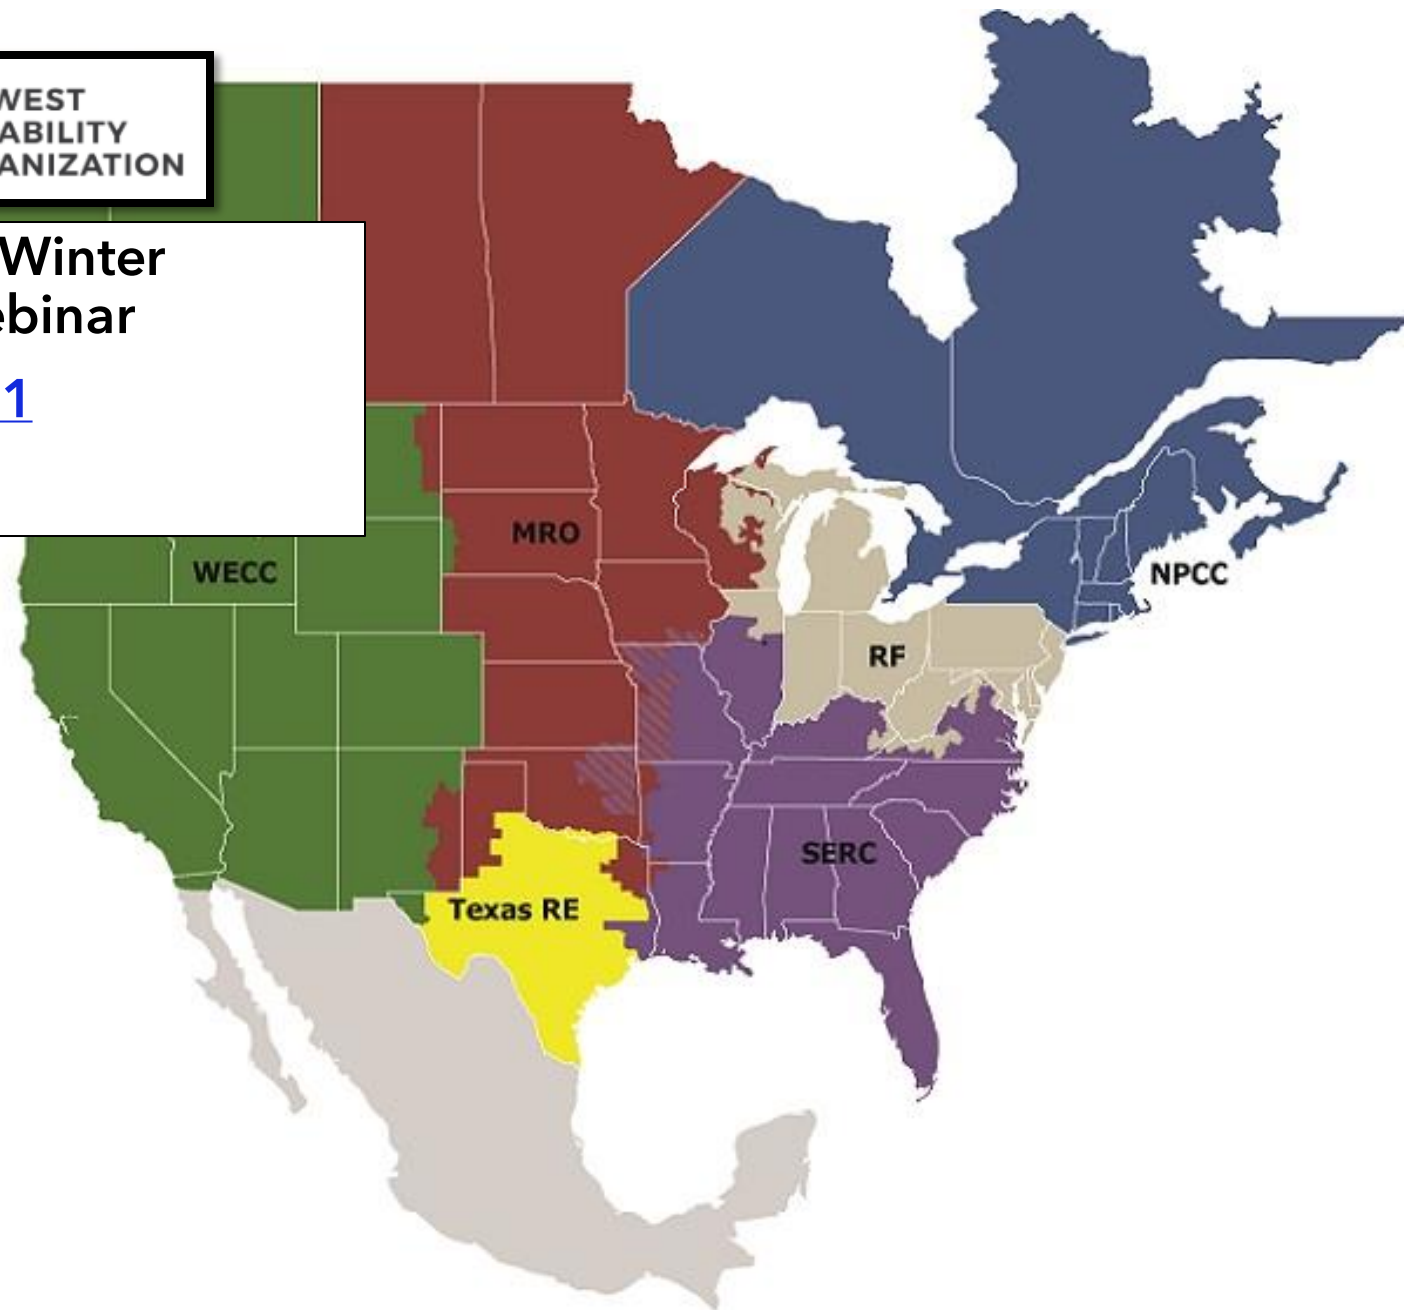 WEST
ABILITY
ANIZATION
Winter
ebinar
1
MRO
WECC
NPCC
RF
SERC
Texas RE